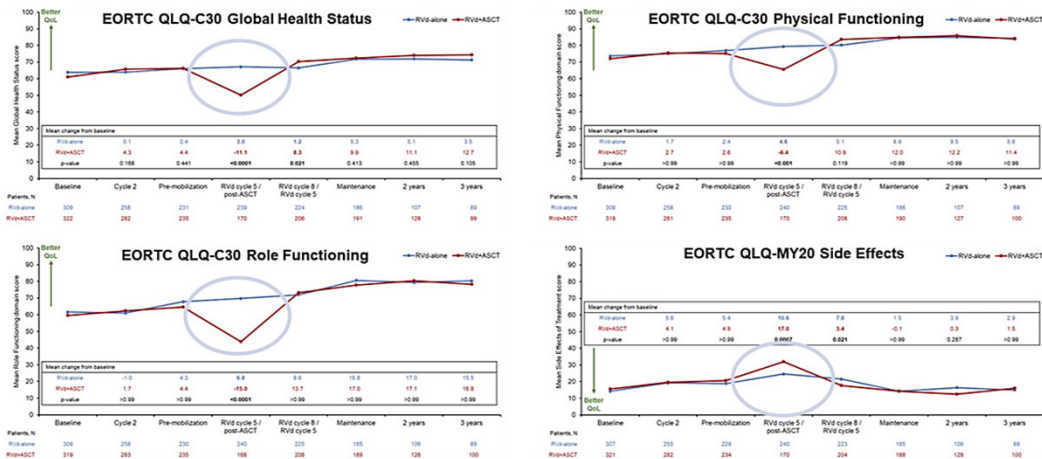 EORTC QLQ-C30 Global Health Status
RVd-alone RVd+ASCT
Better QoL
Mean Global Health Status score
100
90
80
70
60
50
40
30
20
10
0
Mean change from baseline
RVd-alone 0.1 0.4 3.0 1.2 5.3 5.1 3.5
RVd+ASCT 4.3 4.4 -11.1 8.3 9.9 11.1 12.7
p-value 0.168 0.441 <0.0001 0.021 0.413 0.455 0.105
Baseline Cycle 2 Pre-mobilization RVd cycle 5 / post-ASCT RVd cycle 8 / RVd cycle 5 Maintenance 2 years 3 years
Patients, N
RVd-alone 309 258 231 239 224 186 107 89
RVd+ASCT 322 282 235 170 206 191 128 99
EORTC QLQ-C30 Physical Functioning
RVd-alone RVd+ASCT
Better QoL
Mean Physical Functioning domain score
100
90
80
70
60
50
40
30
20
10
0
Mean change from baseline
RVd-alone 1.7 2.4 4.6 5.1 8.9 9.5 5.6
RVd+ASCT 2.7 2.6 -6.4 10.9 12.0 12.2 11.4
p-value >0.99 >0.99 <0.001 0.119 >0.99 >0.99 >0.99
Baseline Cycle 2 Pre-mobilization RVd cycle 5 / post-ASCT RVd cycle 8 / RVd cycle 5 Maintenance 2 years 3 years
Patients, N
RVd-alone 309 258 230 240 225 186 107 89
RVd+ASCT 319 281 234 170 208 190 127 100
EORTC QLQ-C30 Role Functioning
RVd-alone RVd+ASCT
Better QoL
Mean Role Functioning domain score
100
90
80
70
60
50
40
30
20
10
0
Mean change from baseline
RVd-alone -1.0 4.3 6.8 8.6 18.8 17.0 15.5
RVd+ASCT 1.7 4.4 -15.9 13.7 17.0 17.1 16.8
p-value >0.99 >0.99 <0.0001 >0.99 >0.99 >0.99 >0.99
Baseline Cycle 2 Pre-mobilization RVd cycle 5 / post-ASCT RVd cycle 8 / RVd cycle 5 Maintenance 2 years 3 years
Patients, N
RVd-alone 309 258 230 240 225 185 106 89
RVd+ASCT 319 283 235 168 208 189 126 100
EORTC QLQ-MY20 Side Effects
RVd-alone RVd+ASCT
Mean Side Effects of Treatment score
100
90
80
70
60
50
40
30
20
10
0
Mean change from baseline
RVd-alone 5.6 5.4 10.6 7.8 1.5 3.9 2.9
RVd+ASCT 4.1 4.9 17.0 3.4 -0.1 0.3 1.5
p-value >0.99 >0.99 0.0007 0.021 >0.99 0.287 >0.99
Better QoL
Baseline Cycle 2 Pre-mobilization RVd cycle 5 / post-ASCT RVd cycle 8 / RVd cycle 5 Maintenance 2 years 3 years
Patients, N
RVd-alone 307 255 228 240 223 185 106 89
RVd+ASCT 321 282 234 170 204 188 128 100